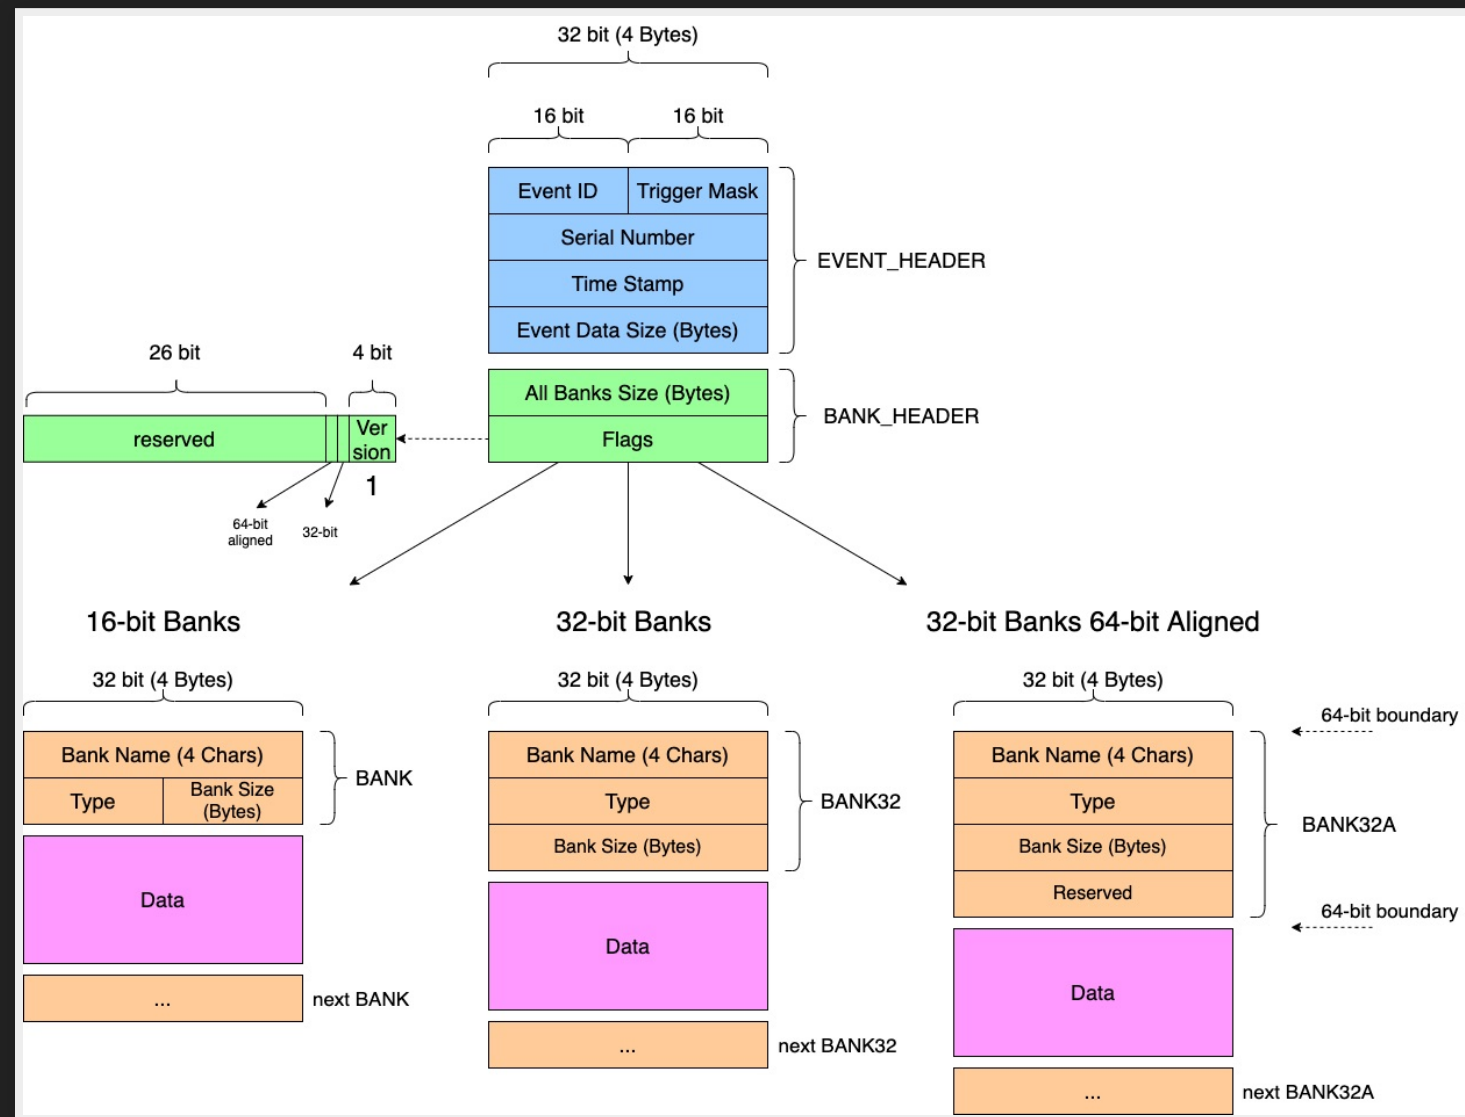 32 bit (4 Bytes)
16 bit
16 bit
Event ID
Trigger Mask
Serial Number
Time Stamp
Event Data Size (Bytes)
EVENT_HEADER
26 bit
4 bit
reserved
Ver
sion
1
64-bit
aligned
32-bit
All Banks Size (Bytes)
Flags
BANK_HEADER
16-bit Banks
32-bit Banks
32-bit Banks 64-bit Aligned
32 bit (4 Bytes)
Bank Name (4 Chars)
Type
Bank Size
(Bytes)
BANK
Data
...
next BANK
32 bit (4 Bytes)
Bank Name (4 Chars)
Type
Bank Size (Bytes)
BANK32
Data
...
next BANK32
32 bit (4 Bytes)
64-bit boundary
Bank Name (4 Chars)
Type
Bank Size (Bytes)
Reserved
BANK32A
64-bit boundary
Data
...
next BANK32A